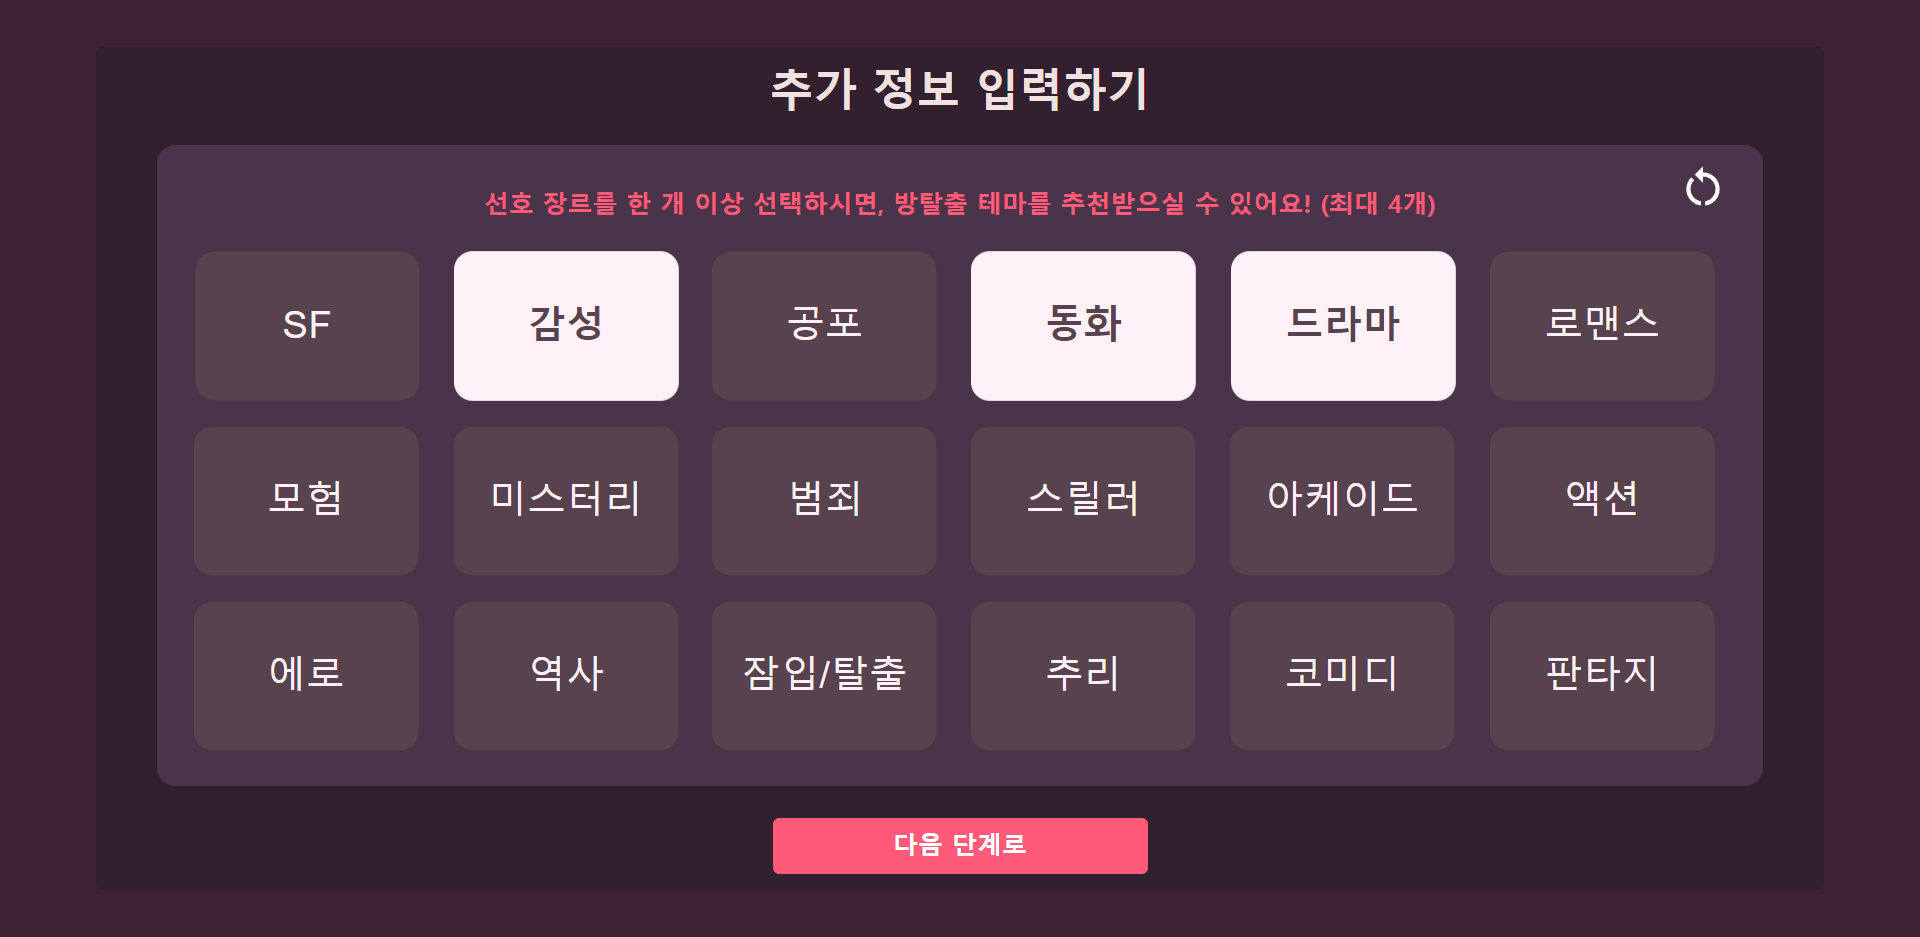 추가 정보 입력하기
선호 장르를 한 개 이상 선택하시면, 방탈출 테마를 추천받으실 수 있어요! (최대 4개)
SF 감성 공포 동화 드라마 로맨스
모험 미스터리 범죄 스릴러 아케이드 액션
에로 역사 잠입/탈출 추리 코미디 판타지
다음 단계로